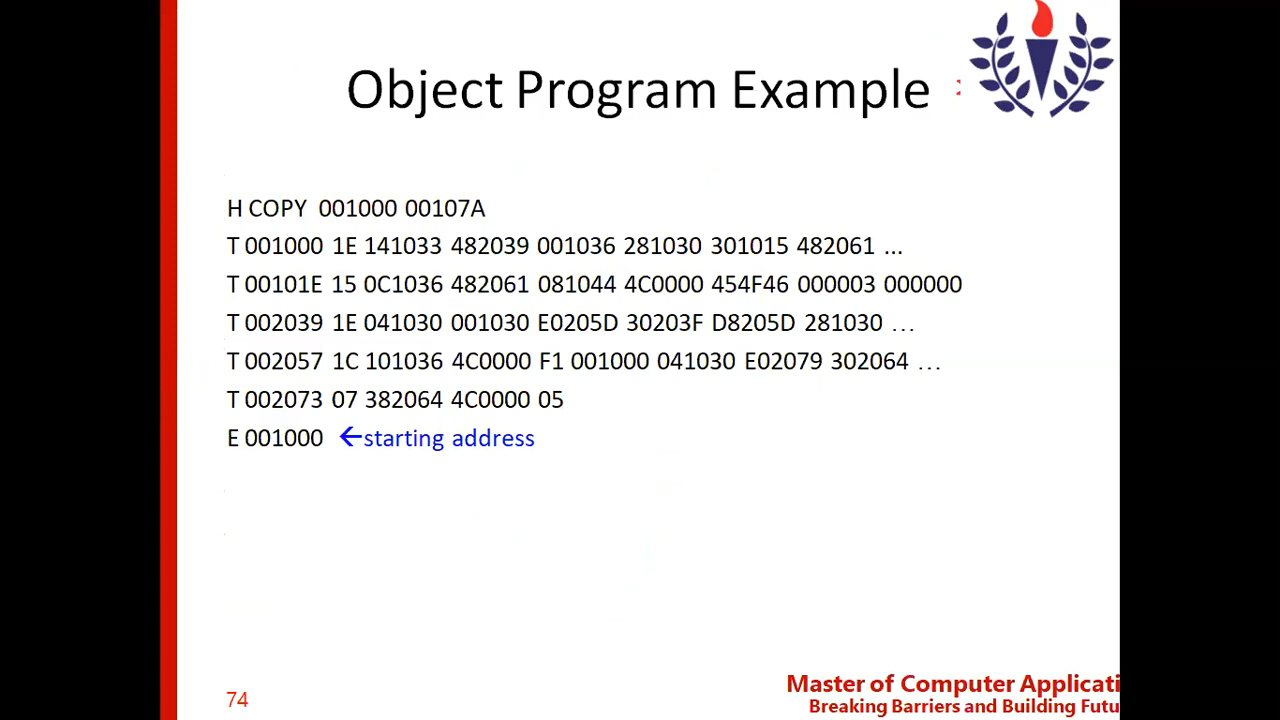 Object Program Example
H COPY 001000 00107A
T 001000 1E 141033 482039 001036 281030 301015 482061 ...
T 00101E 15 0C1036 482061 081044 4C0000 454F46 000003 000000
T 002039 1E 041030 001030 E0205D 30203F D8205D 281030 ...
T 002057 1C 101036 4C0000 F1 001000 041030 E02079 302064 ...
T 002073 07 382064 4C0000 05
E 001000 ←starting address
74
Master of Computer Applicati
Breaking Barriers and Building Futu